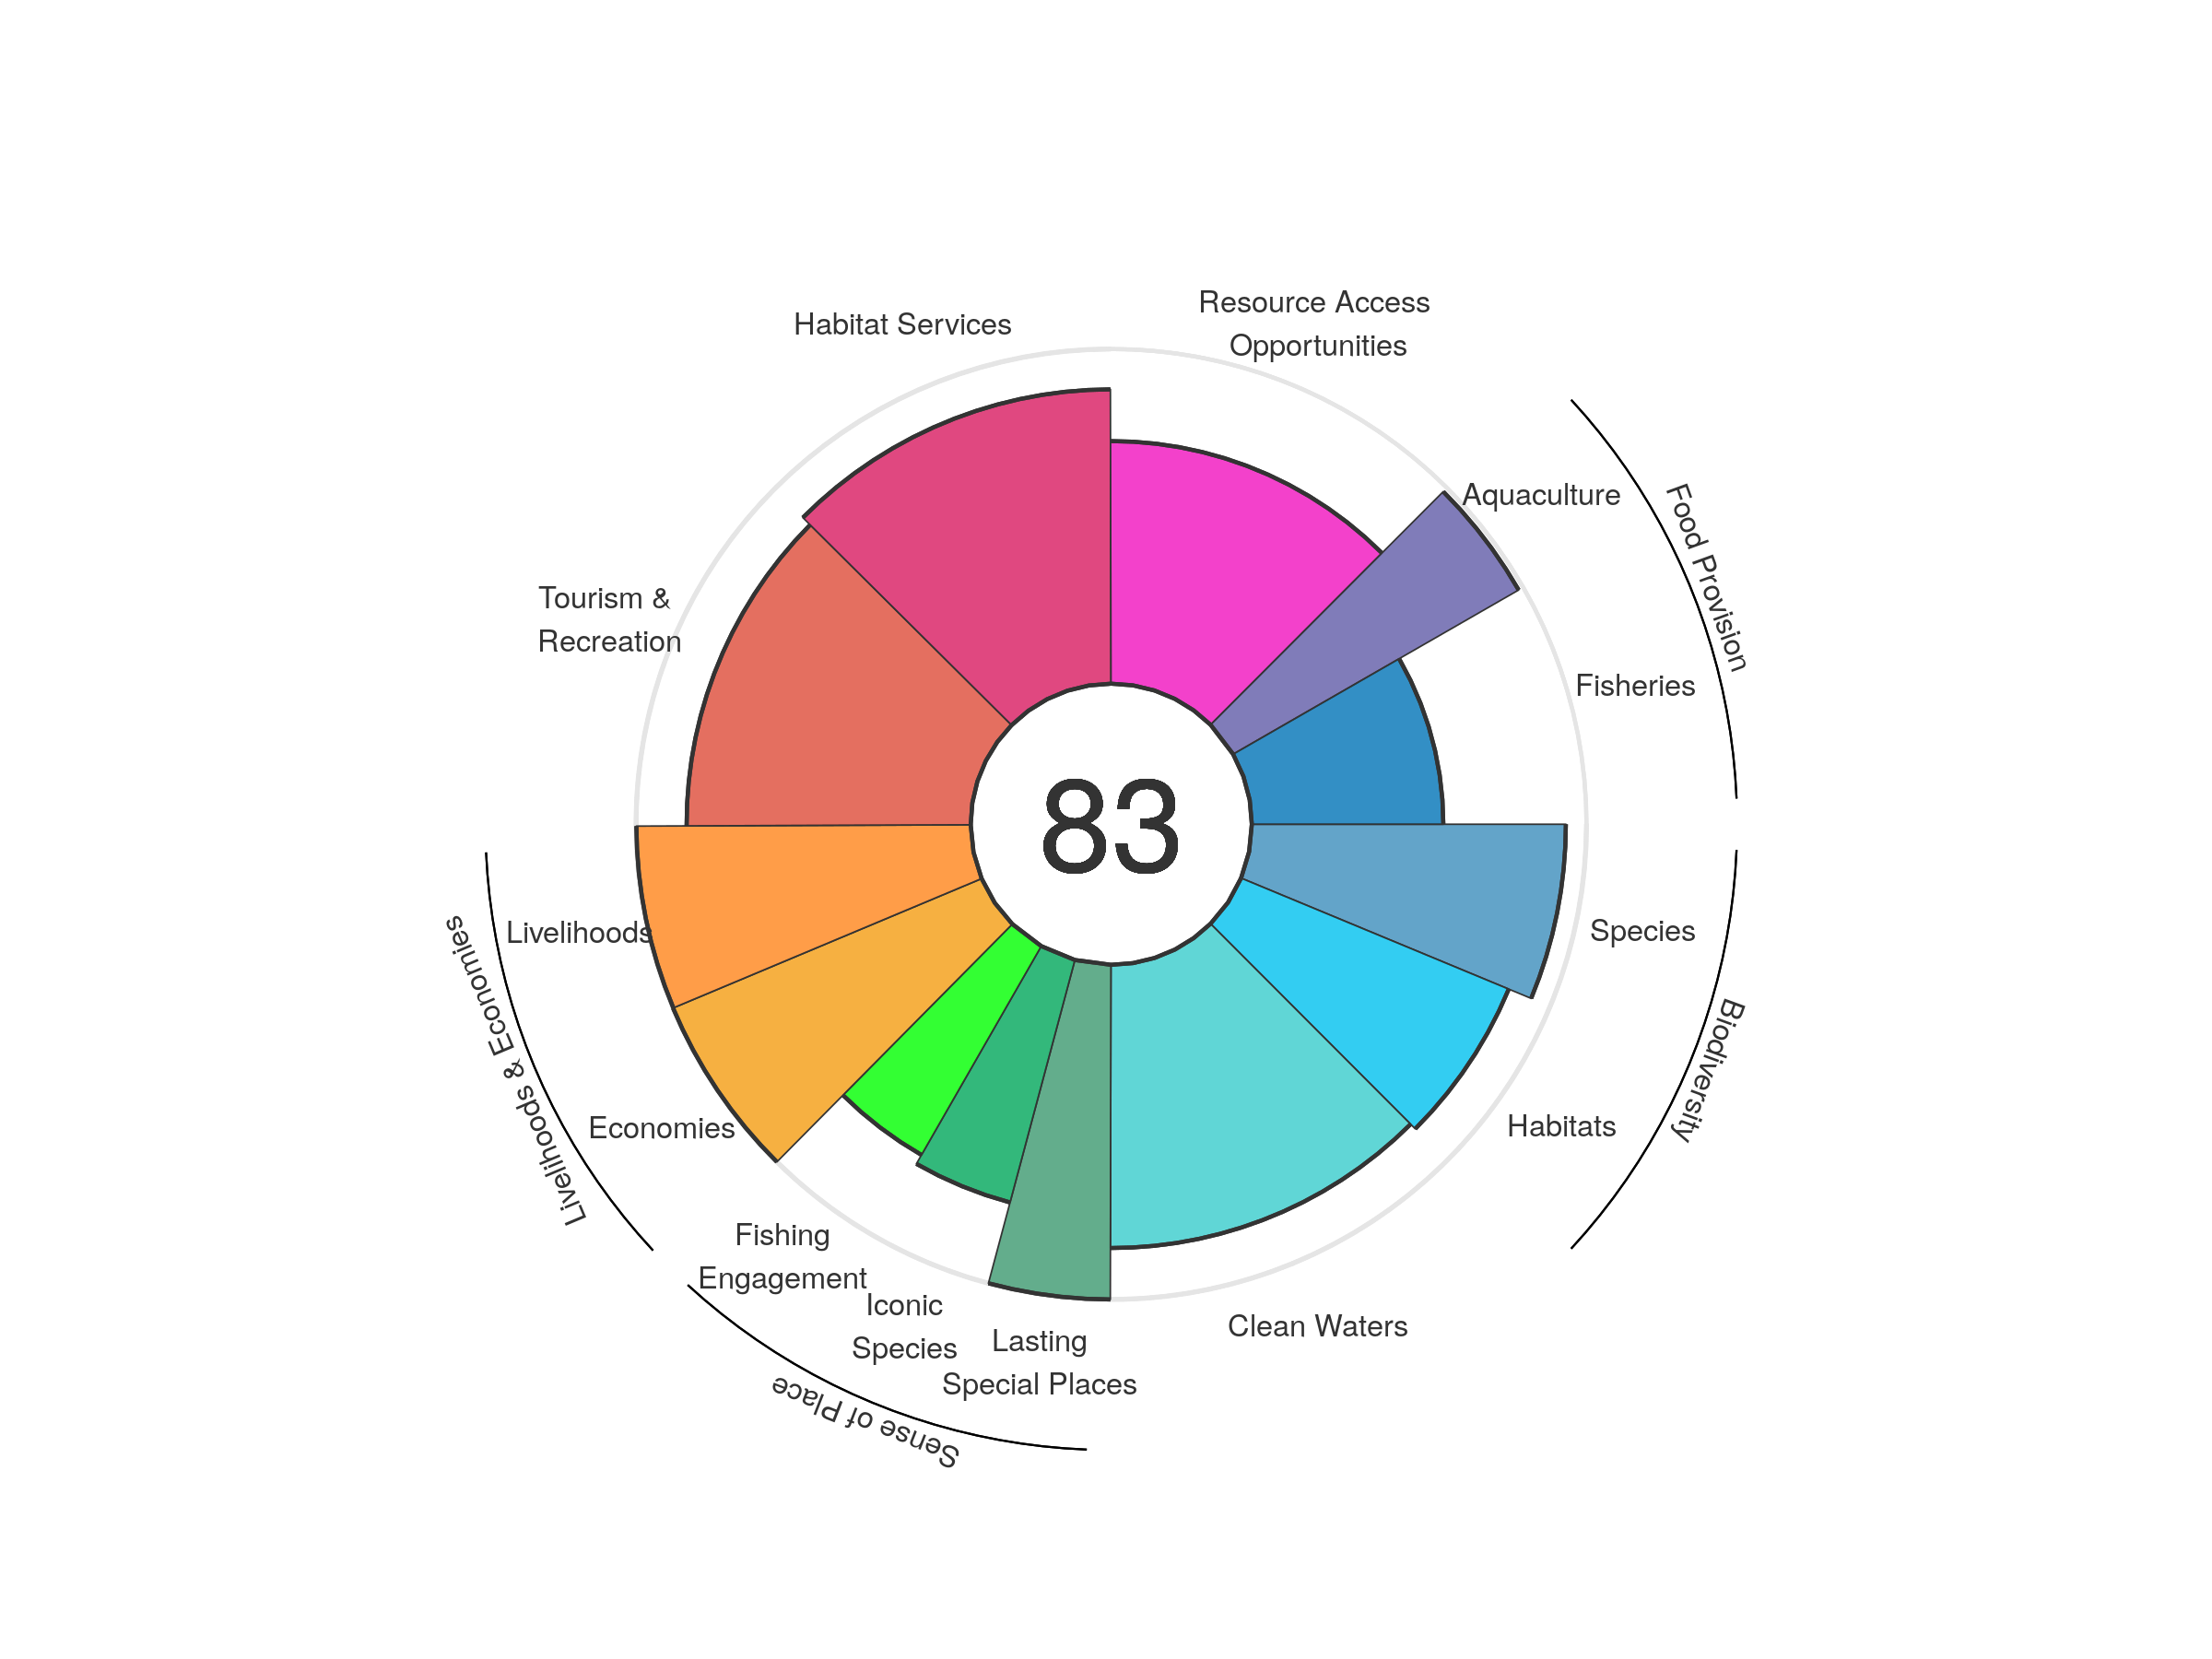 Resource Access
Opportunities
Habitat Services
Aquaculture
Food Provision
Tourism &
Recreation
Fisheries
83
Livelihoods
Species
Livelihoods & Economies
Biodiversity
Economies
Habitats
Fishing
Engagement
Iconic
Species
Lasting
Special Places
Clean Waters
Sense of Place